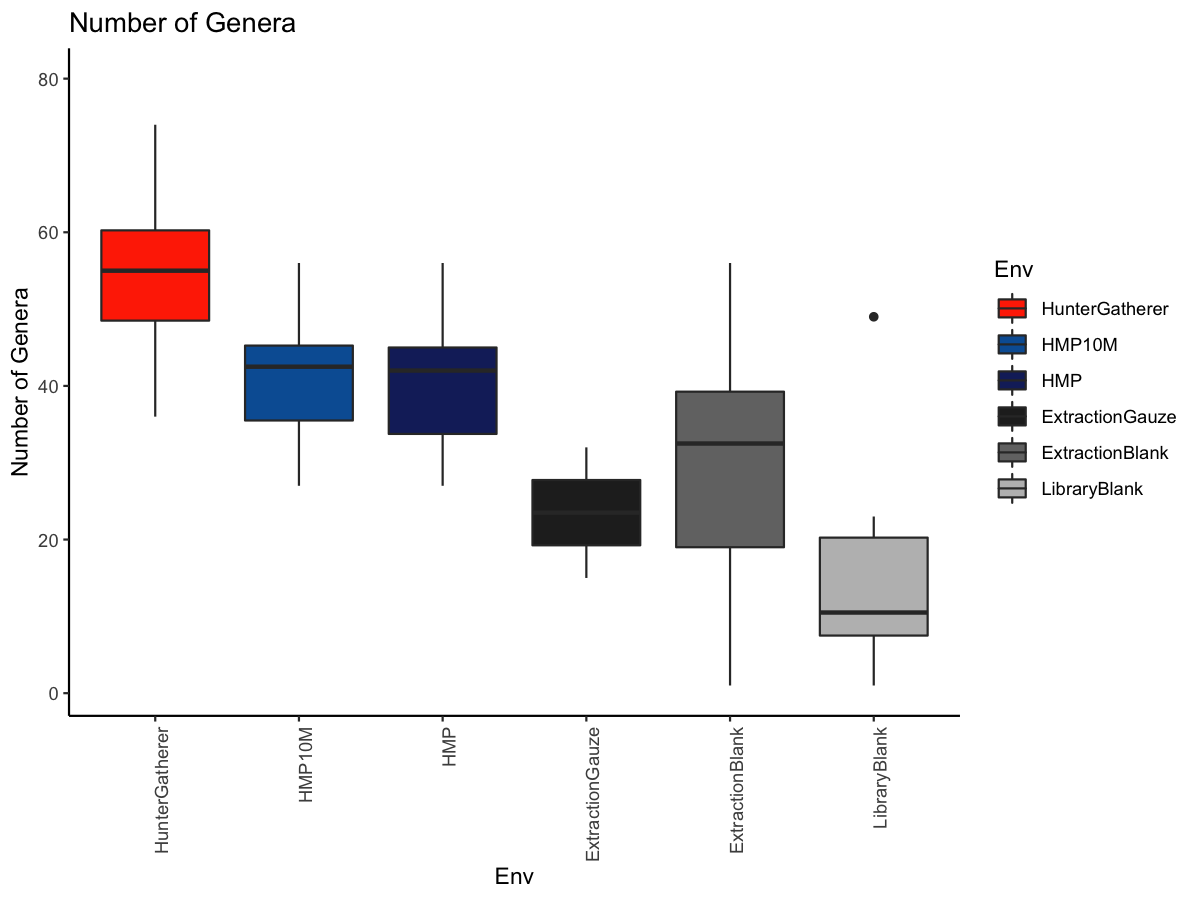 Number of Genera
Number of Genera
80
60
40
20
0
HunterGatherer
HMP10M
HMP
ExtractionGauze
ExtractionBlank
LibraryBlank
Env
Env
HunterGatherer
HMP10M
HMP
ExtractionGauze
ExtractionBlank
LibraryBlank